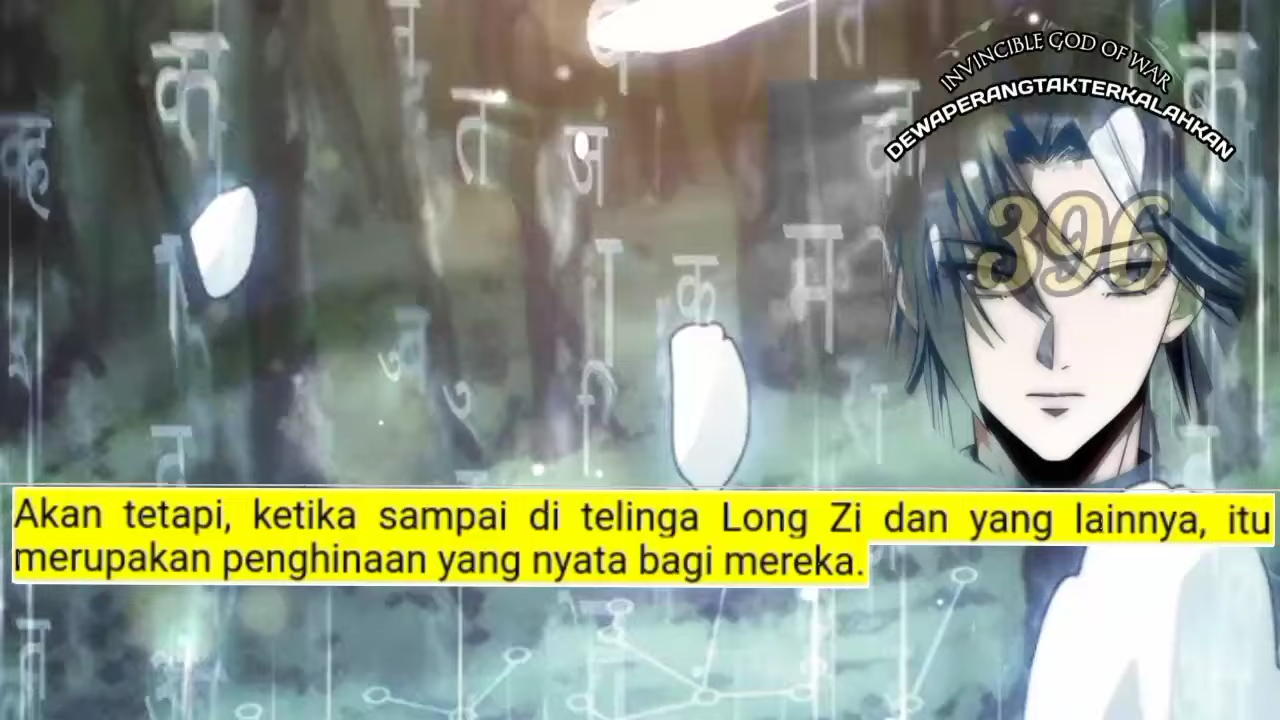 INVINCIBLE GOD OF WAR
DEWAPERANGTAKTERKALAHKAN
396
Akan tetapi, ketika sampai di telinga Long Zi dan yang lainnya, itu
merupakan penghinaan yang nyata bagi mereka.